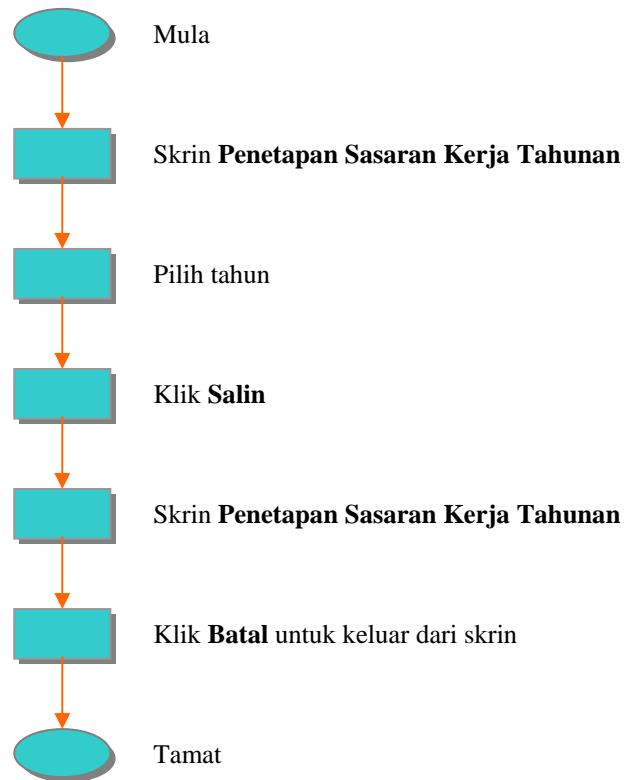 Mula
Skrin Penetapan Sasaran Kerja Tahunan
Pilih tahun
Klik Salin
Skrin Penetapan Sasaran Kerja Tahunan
Klik Batal untuk keluar dari skrin
Tamat